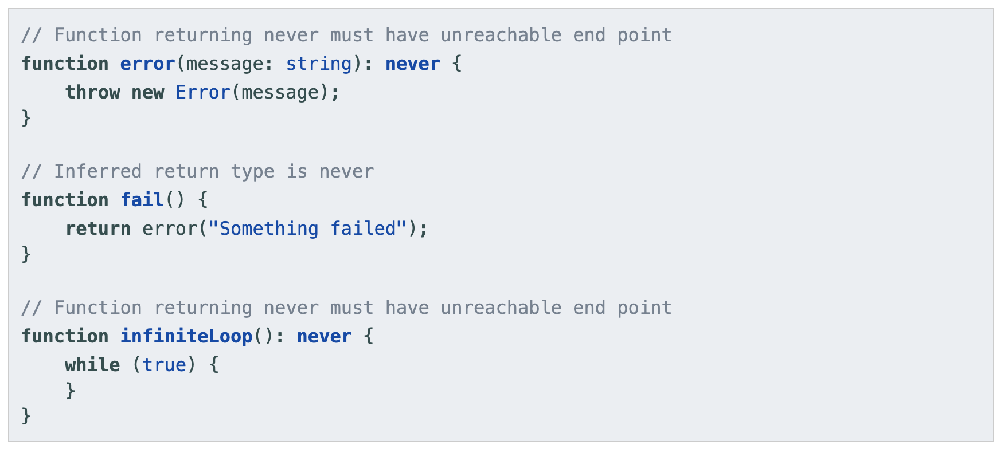 // Function returning never must have unreachable end point
function error(message: string): never {
    throw new Error(message);
}

// Inferred return type is never
function fail() {
    return error("Something failed");
}

// Function returning never must have unreachable end point
function infiniteLoop(): never {
    while (true) {
    }
}